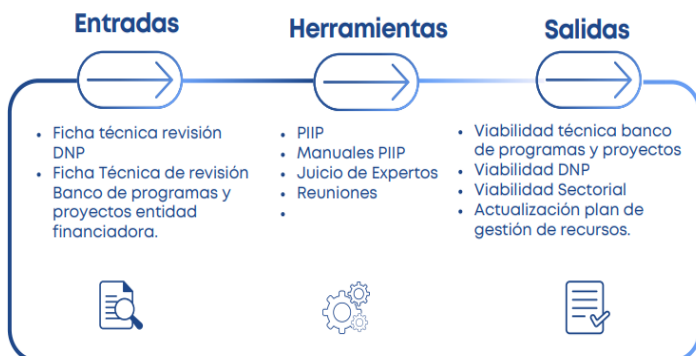 Entradas
• Ficha técnica revisión
DNP
• Ficha Técnica de revisión
Banco de programas y
proyectos entidad
financiadora.
Herramientas
• PIIP
• Manuales PIIP
• Juicio de Expertos
• Reuniones
•
Salidas
• Viabilidad técnica banco
de programas y proyectos
• Viabilidad DNP
• Viabilidad Sectorial
• Actualización plan de
gestión de recursos.